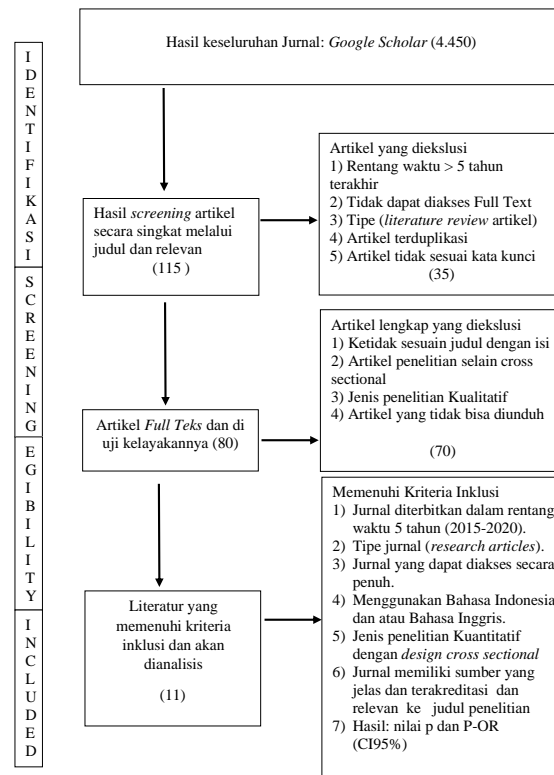 Hasil keseluruhan Jurnal: Google Scholar (4.450)
IDENTIFIKASI
Hasil screening artikel
secara singkat melalui
judul dan relevan
(115 )
Artikel yang diekslusi
1) Rentang waktu > 5 tahun
terakhir
2) Tidak dapat diakses Full Text
3) Tipe (literature review artikel)
4) Artikel terduplikasi
5) Artikel tidak sesuai kata kunci
(35)
SCREENING
Artikel lengkap yang diekslusi
1) Ketidak sesuain judul dengan isi
2) Artikel penelitian selain cross
sectional
3) Jenis penelitian Kualitatif
4) Artikel yang tidak bisa diunduh
(70)
Artikel Full Teks dan di
uji kelayakannya (80)
EGIBILITY
Memenuhi Kriteria Inklusi
1) Jurnal diterbitkan dalam rentang
waktu 5 tahun (2015-2020).
2) Tipe jurnal (research articles).
3) Jurnal yang dapat diakses secara
penuh.
4) Menggunakan Bahasa Indonesia
dan atau Bahasa Inggris.
5) Jenis penelitian Kuantitatif
dengan design cross sectional
6) Jurnal memiliki sumber yang
jelas dan terakreditasi dan
relevan ke judul penelitian
7) Hasil: nilai p dan P-OR
(CI95%)
Literatur yang
memenuhi kriteria
inklusi dan akan
dianalisis
(11)
INCLUDED